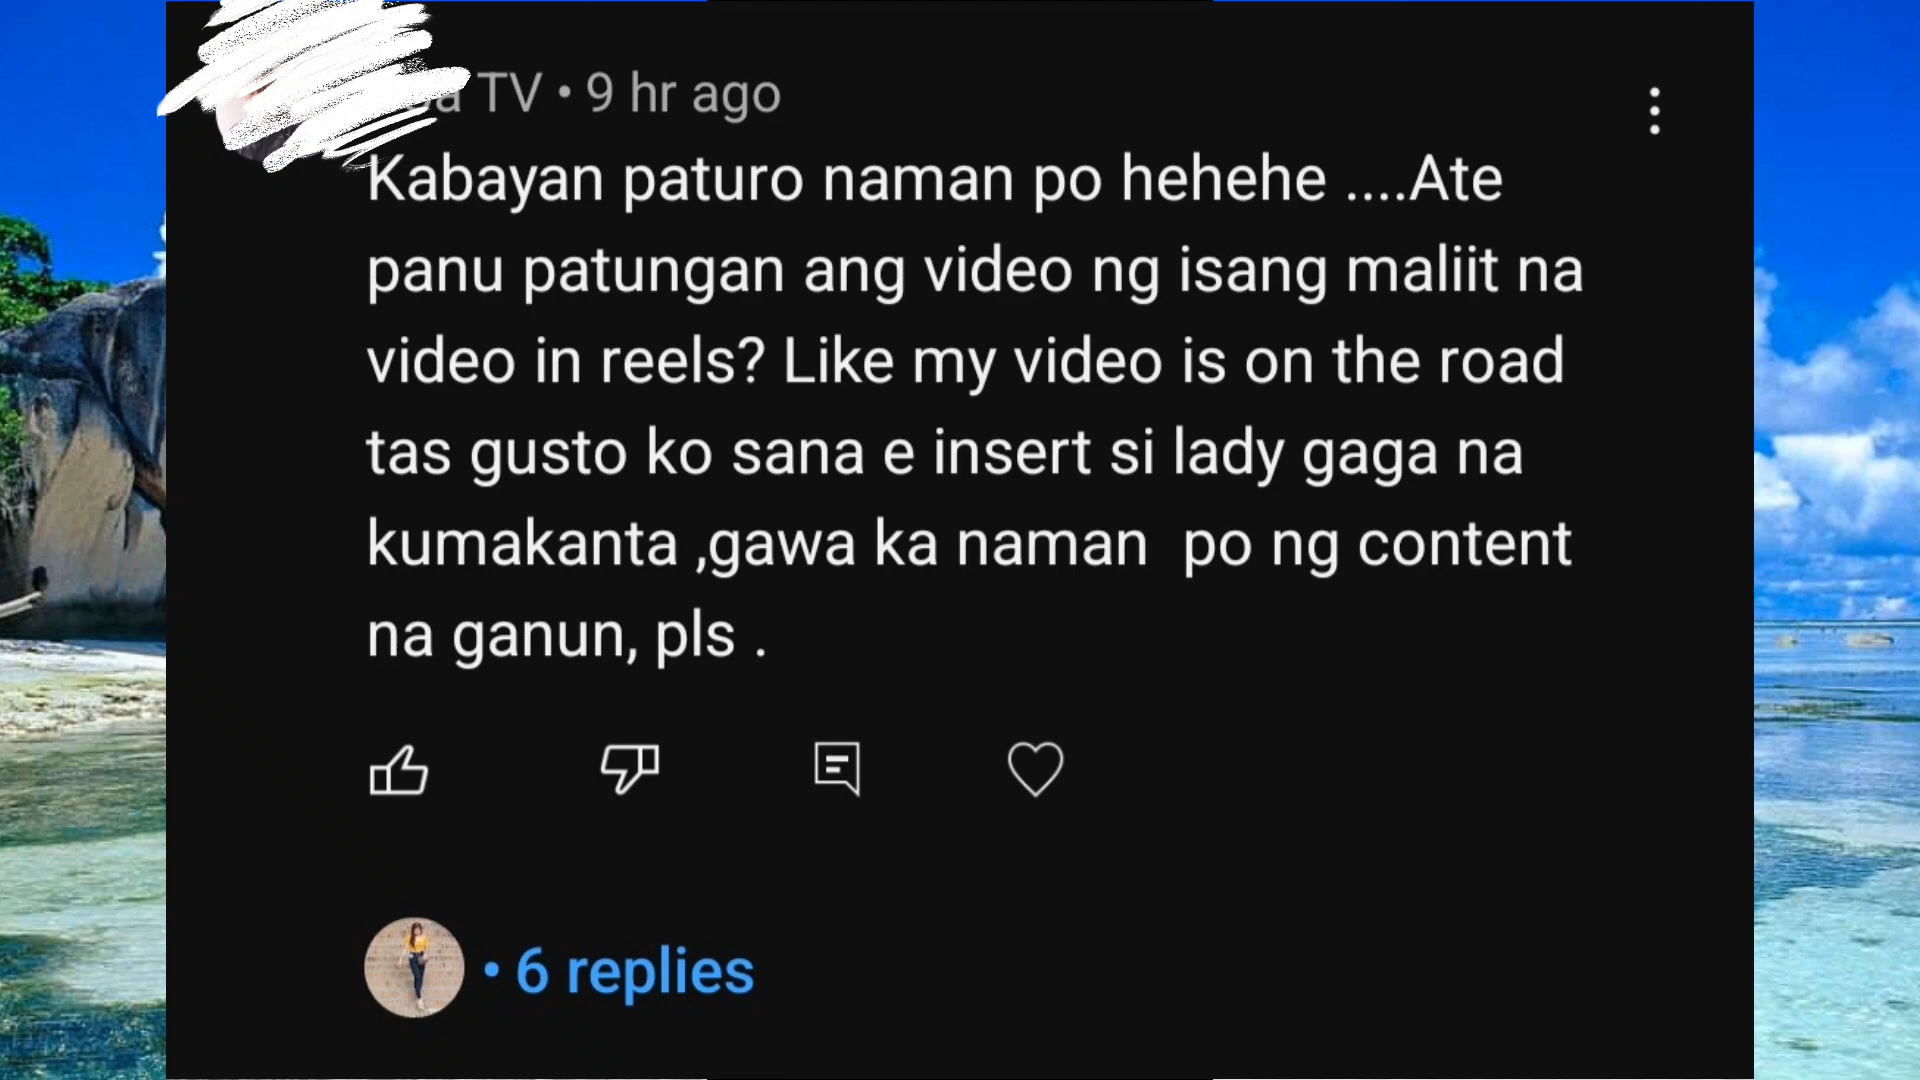 TV • 9 hr ago
Kabayan paturo naman po hehehe ....Ate
panu patungan ang video ng isang maliit na
video in reels? Like my video is on the road
tas gusto ko sana e insert si lady gaga na
kumakanta ,gawa ka naman  po ng content
na ganun, pls .
• 6 replies